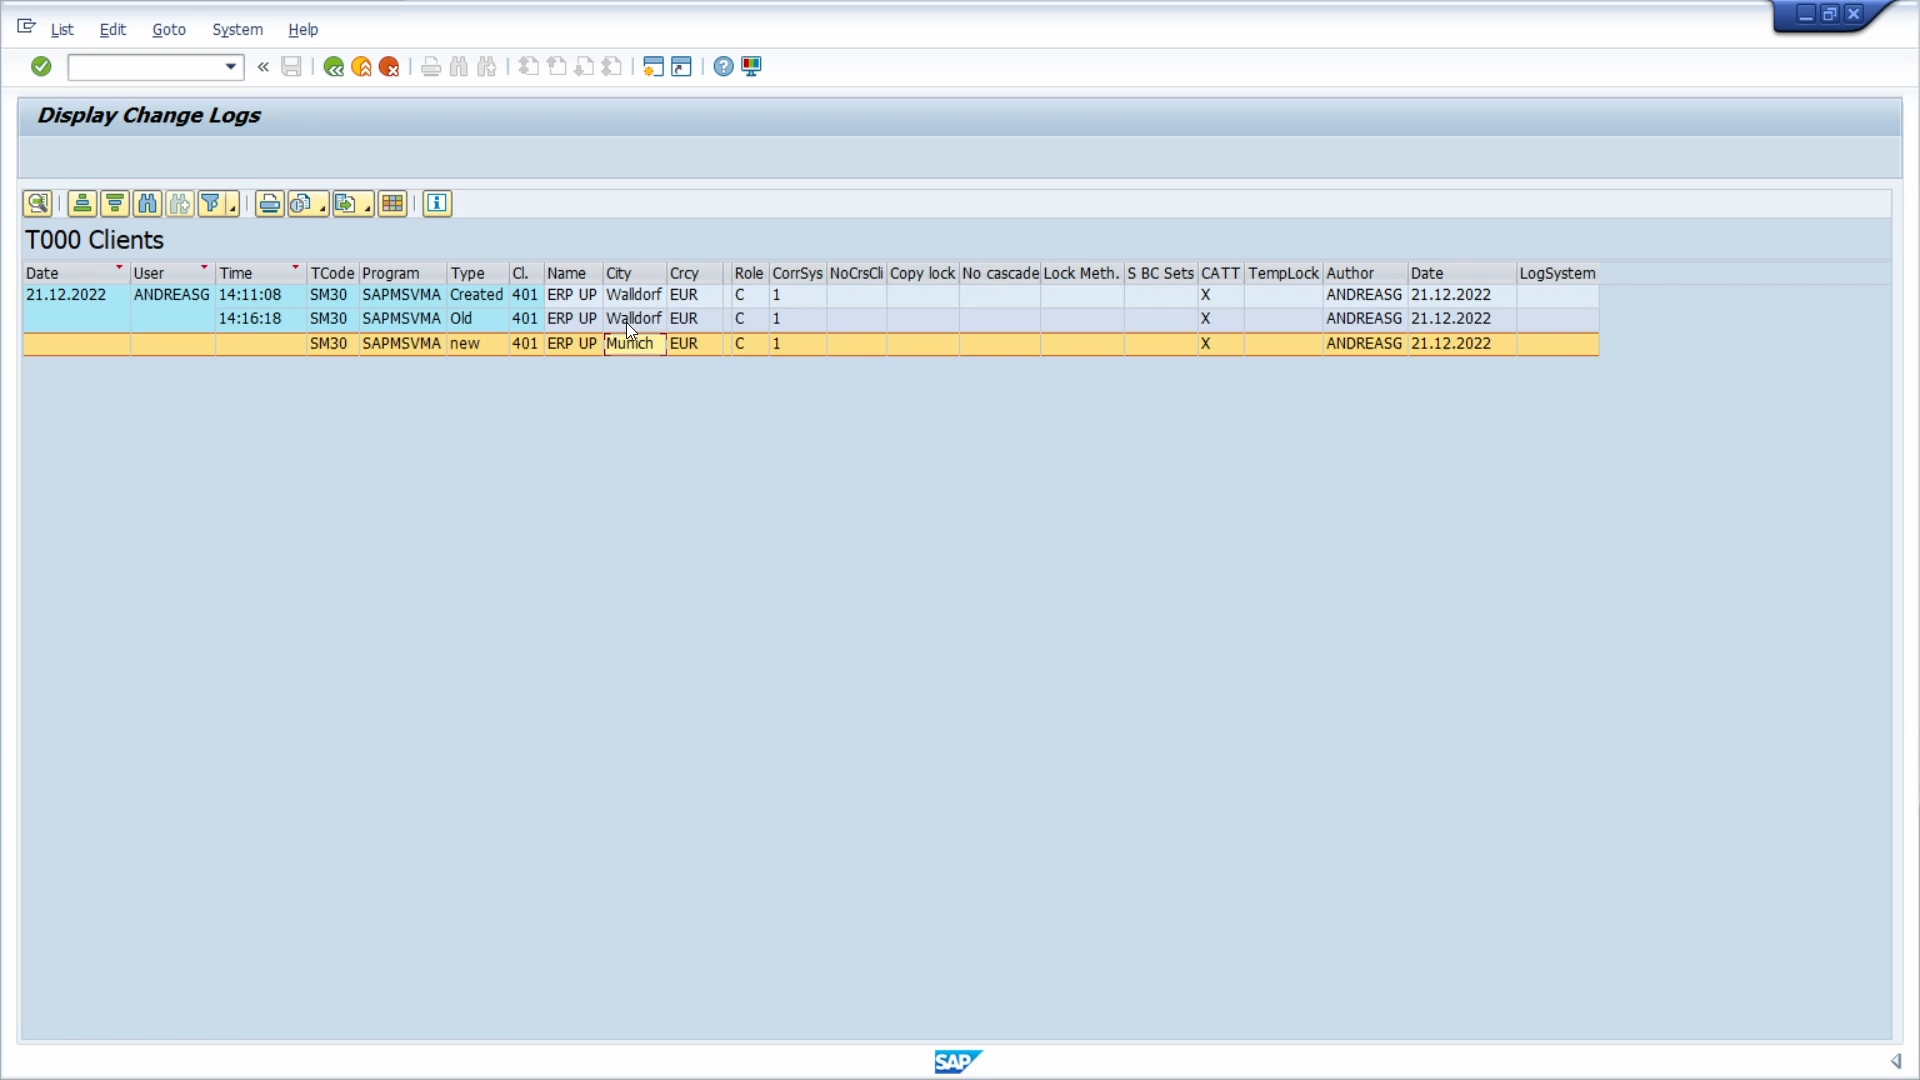 List Edit Goto System Help
Display Change Logs
T000 Clients
Date User Time TCode Program Type Cl. Name City Crcy Role CorrSys NoCrsCli Copy lock No cascade Lock Meth. S BC Sets CATT TempLock Author Date LogSystem
21.12.2022 ANDREASG 14:11:08 SM30 SAPMSVMA Created 401 ERP UP Walldorf EUR C 1 X ANDREASG 21.12.2022
14:16:18 SM30 SAPMSVMA Old 401 ERP UP Walldorf EUR C 1 X ANDREASG 21.12.2022
SM30 SAPMSVMA new 401 ERP UP Munich EUR C 1 X ANDREASG 21.12.2022
SAP